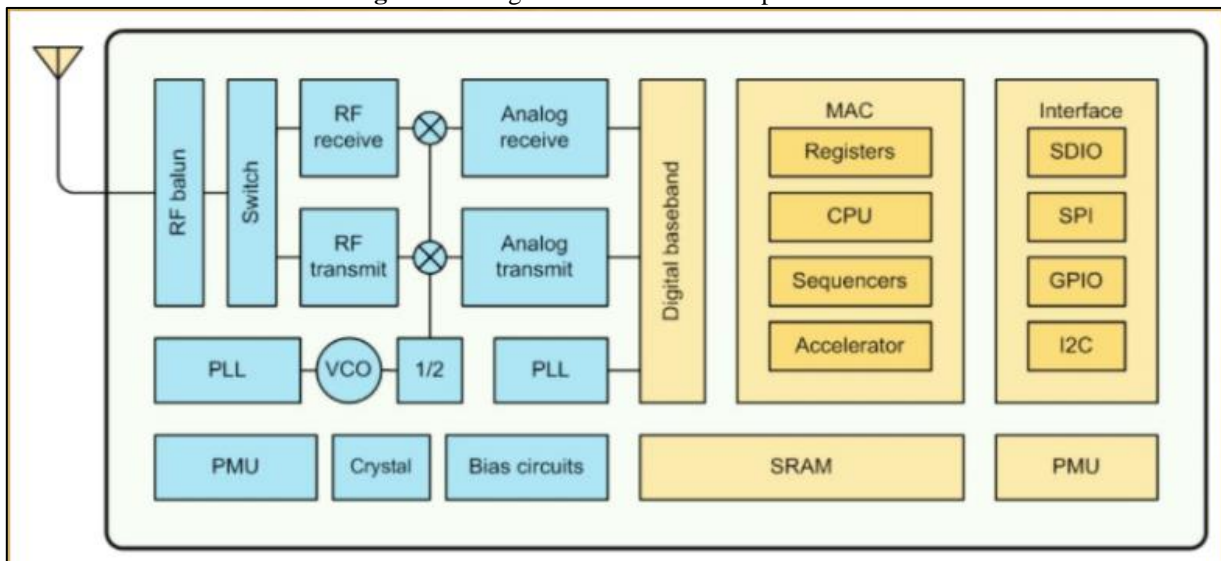 RF balun
Switch
RF
receive
RF
transmit
Analog
receive
Analog
transmit
PLL
VCO
1/2
PLL
Digital baseband
MAC
Registers
CPU
Sequencers
Accelerator
Interface
SDIO
SPI
GPIO
I2C
PMU
Crystal
Bias circuits
SRAM
PMU